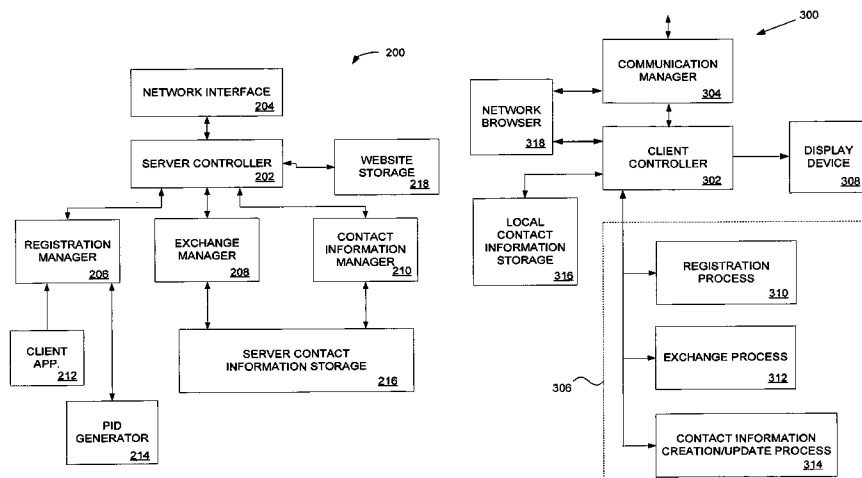 200
NETWORK INTERFACE
204
SERVER CONTROLLER
202
WEBSITE
STORAGE
218
REGISTRATION
MANAGER
206
EXCHANGE
MANAGER
208
CONTACT
INFORMATION
MANAGER
210
CLIENT
APP.
212
SERVER CONTACT
INFORMATION STORAGE
216
PID
GENERATOR
214
300
COMMUNICATION
MANAGER
304
NETWORK
BROWSER
318
CLIENT
CONTROLLER
302
DISPLAY
DEVICE
308
LOCAL
CONTACT
INFORMATION
STORAGE
316
REGISTRATION
PROCESS
310
EXCHANGE PROCESS
312
306
CONTACT INFORMATION
CREATION/UPDATE PROCESS
314